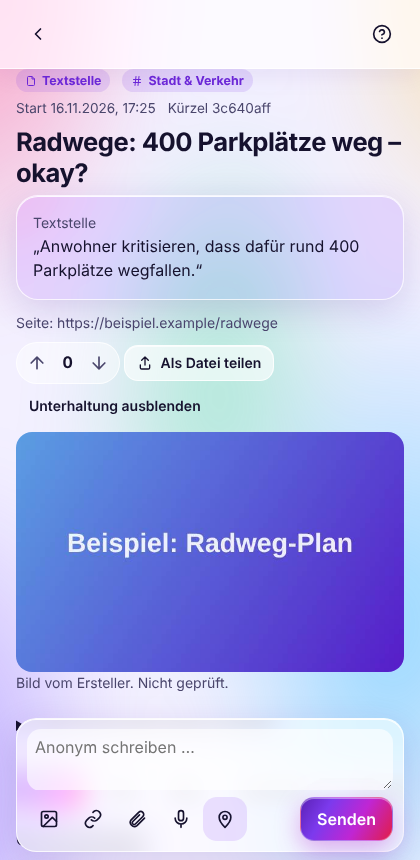 Textstelle
Stadt & Verkehr
Start 16.11.2026, 17:25 Kürzel 3c640aff
Radwege: 400 Parkplätze weg –
okay?
Textstelle
„Anwohner kritisieren, dass dafür rund 400
Parkplätze wegfallen.“
Seite: https://beispiel.example/radwege
0
Als Datei teilen
Unterhaltung ausblenden
Beispiel: Radweg-Plan
Bild vom Ersteller. Nicht geprüft.
Anonym schreiben ...
Senden